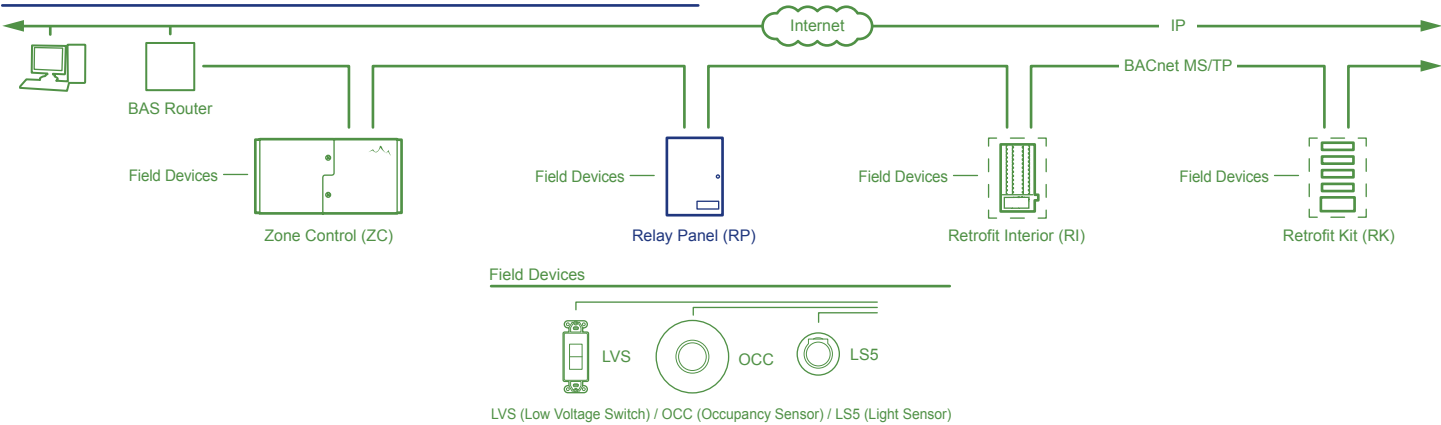 Internet
IP
BACnet MS/TP
BAS Router
Field Devices
Field Devices
Field Devices
Field Devices
Zone Control (ZC)
Relay Panel (RP)
Retrofit Interior (RI)
Retrofit Kit (RK)
Field Devices
LVS
OCC
LS5
LVS (Low Voltage Switch) / OCC (Occupancy Sensor) / LS5 (Light Sensor)